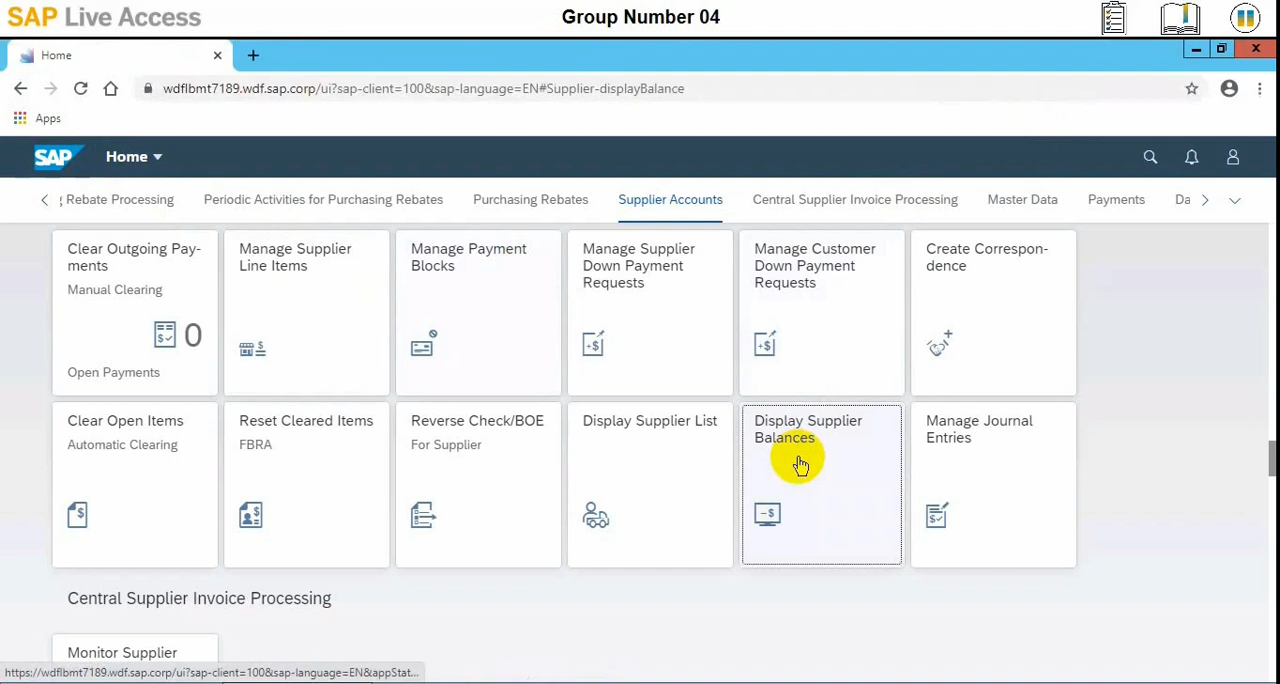 SAP Live Access
Group Number 04
Home
wdflbmt7189.wdf.sap.corp/ui?sap-client=100&sap-language=EN#Supplier-displayBalance
Apps
SAP
Home
g Rebate Processing
Periodic Activities for Purchasing Rebates
Purchasing Rebates
Supplier Accounts
Central Supplier Invoice Processing
Master Data
Payments
Da
Clear Outgoing Pay-
ments
Manual Clearing
$
0
Open Payments
Manage Supplier
Line Items
$
Manage Payment
Blocks
Manage Supplier
Down Payment
Requests
+$
Manage Customer
Down Payment
Requests
+$
Create Correspon-
dence
Clear Open Items
Automatic Clearing
$
Reset Cleared Items
FBRA
$
Reverse Check/BOE
For Supplier
Display Supplier List
Display Supplier
Balances
-$
Manage Journal
Entries
$
Central Supplier Invoice Processing
Monitor Supplier
https://wdflbmt7189.wdf.sap.corp/ui?sap-client=100&sap-language=EN&appStat...